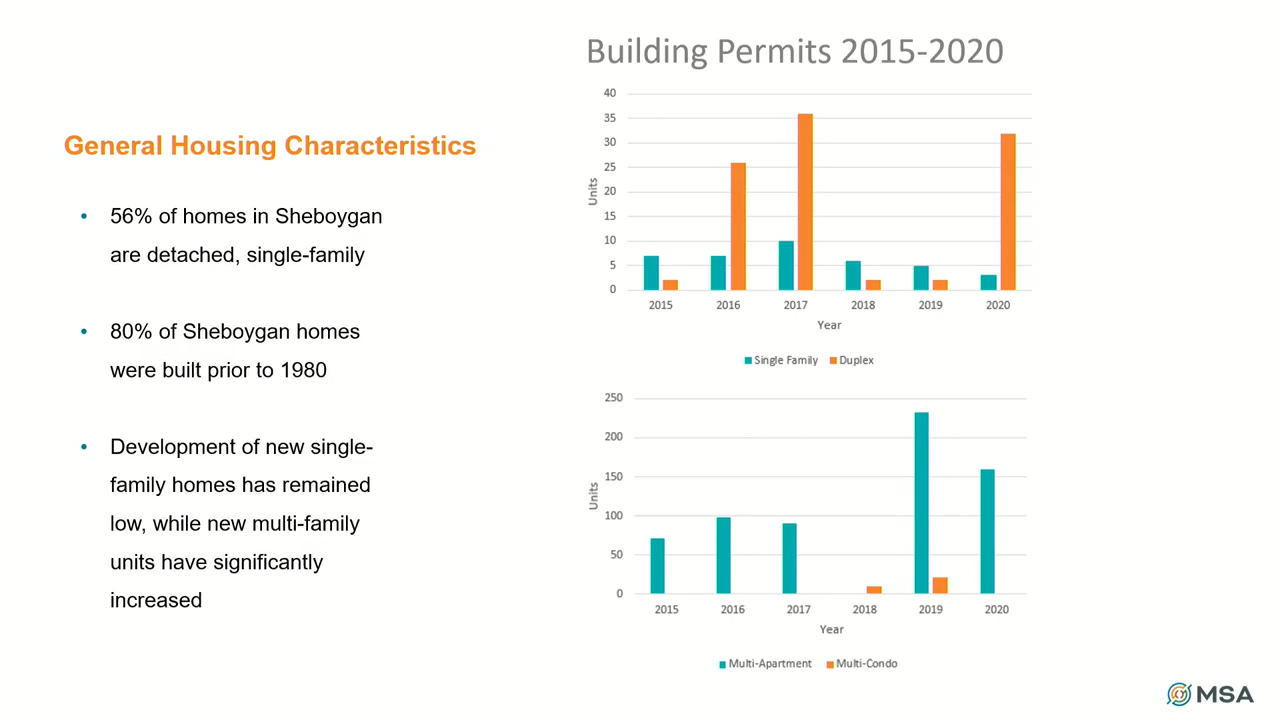 Building Permits 2015-2020
General Housing Characteristics
• 56% of homes in Sheboygan
are detached, single-family
• 80% of Sheboygan homes
were built prior to 1980
• Development of new single-
family homes has remained
low, while new multi-family
units have significantly
increased
40
35
30
25
20
15
10
5
0
Units
2015 2016 2017 2018 2019 2020
Year
Single Family Duplex
250
200
150
100
50
0
Units
2015 2016 2017 2018 2019 2020
Year
Multi-Apartment Multi-Condo
MSA